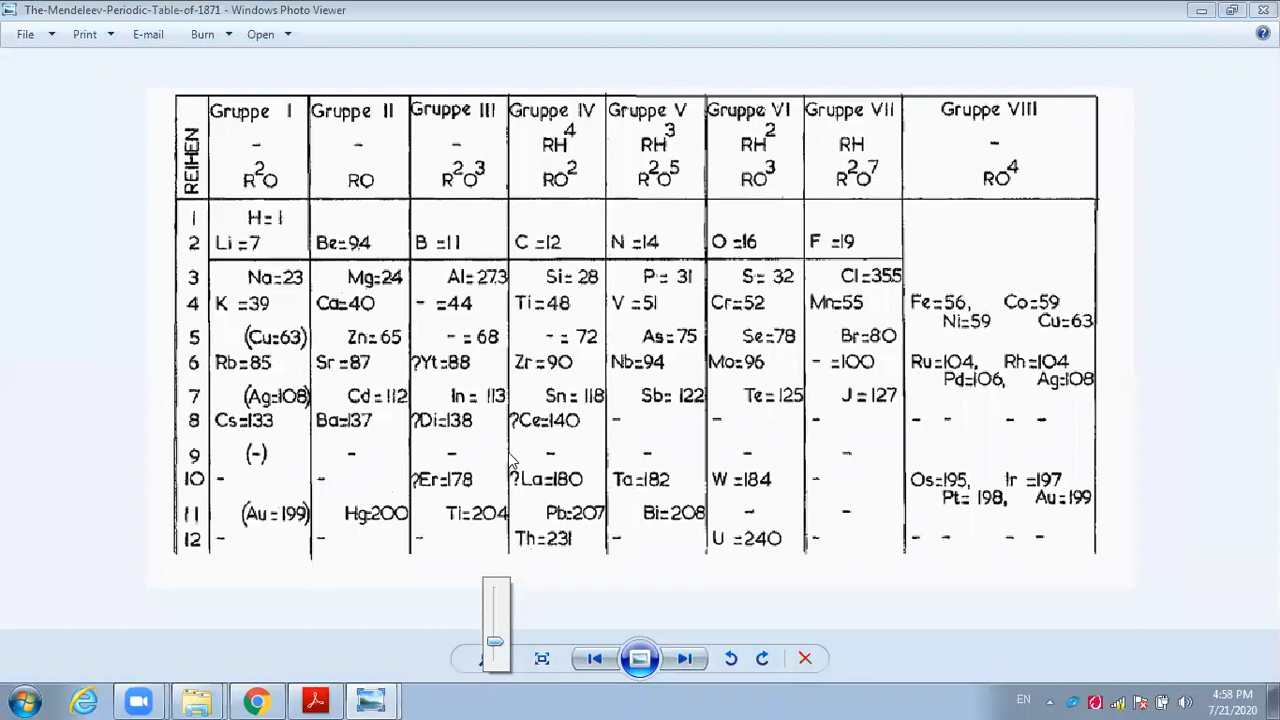 The-Mendeleev-Periodic-Table-of-1871 - Windows Photo Viewer
File Print E-mail Burn Open
REIHEN Gruppe I Gruppe II Gruppe III Gruppe IV Gruppe V Gruppe VI Gruppe VII Gruppe VIII
- - - RH⁴ RH³ RH² RH -
R²O RO R²O³ RO² R²O⁵ RO³ R²O⁷ RO⁴
1 H=1
2 Li=7 Be=9.4 B=11 C=12 N=14 O=16 F=19
3 Na=23 Mg=24 Al=27.3 Si=28 P=31 S=32 Cl=35.5
4 K=39 Ca=40 -=44 Ti=48 V=51 Cr=52 Mn=55 Fe=56, Co=59
Ni=59 Cu=63
5 (Cu=63) Zn=65 -=68 -=72 As=75 Se=78 Br=80
6 Rb=85 Sr=87 ?Yt=88 Zr=90 Nb=94 Mo=96 -=100 Ru=104, Rh=104
Pd=106, Ag=108
7 (Ag=108) Cd=112 In=113 Sn=118 Sb=122 Te=125 J=127
8 Cs=133 Ba=137 ?Di=138 ?Ce=140 - - - - - -
9 (-) - - - - - -
10 - - ?Er=178 ?La=180 Ta=182 W=184 - Os=195, Ir=197
Pt=198, Au=199
11 (Au=199) Hg=200 Ti=204 Pb=207 Bi=208 - -
12 - - - Th=231 - U=240 - - - -
EN 4:58 PM
7/21/2020